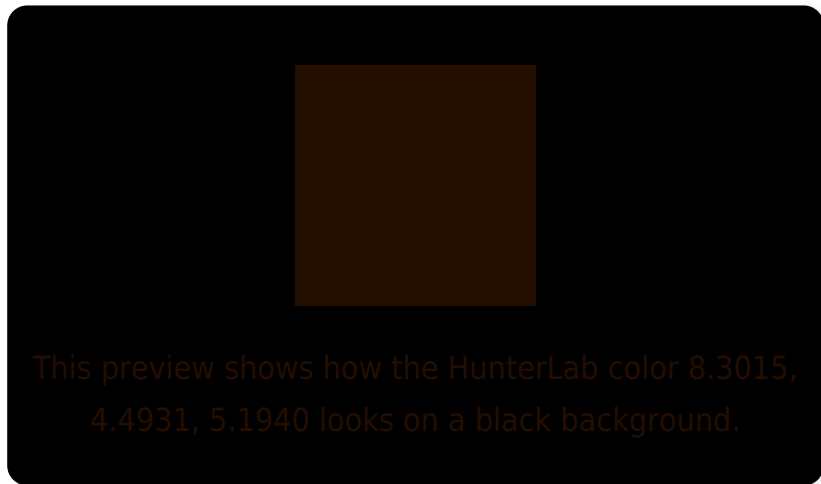 This preview shows how the HunterLab color 8.3015,
4.4931, 5.1940 looks on a black background.